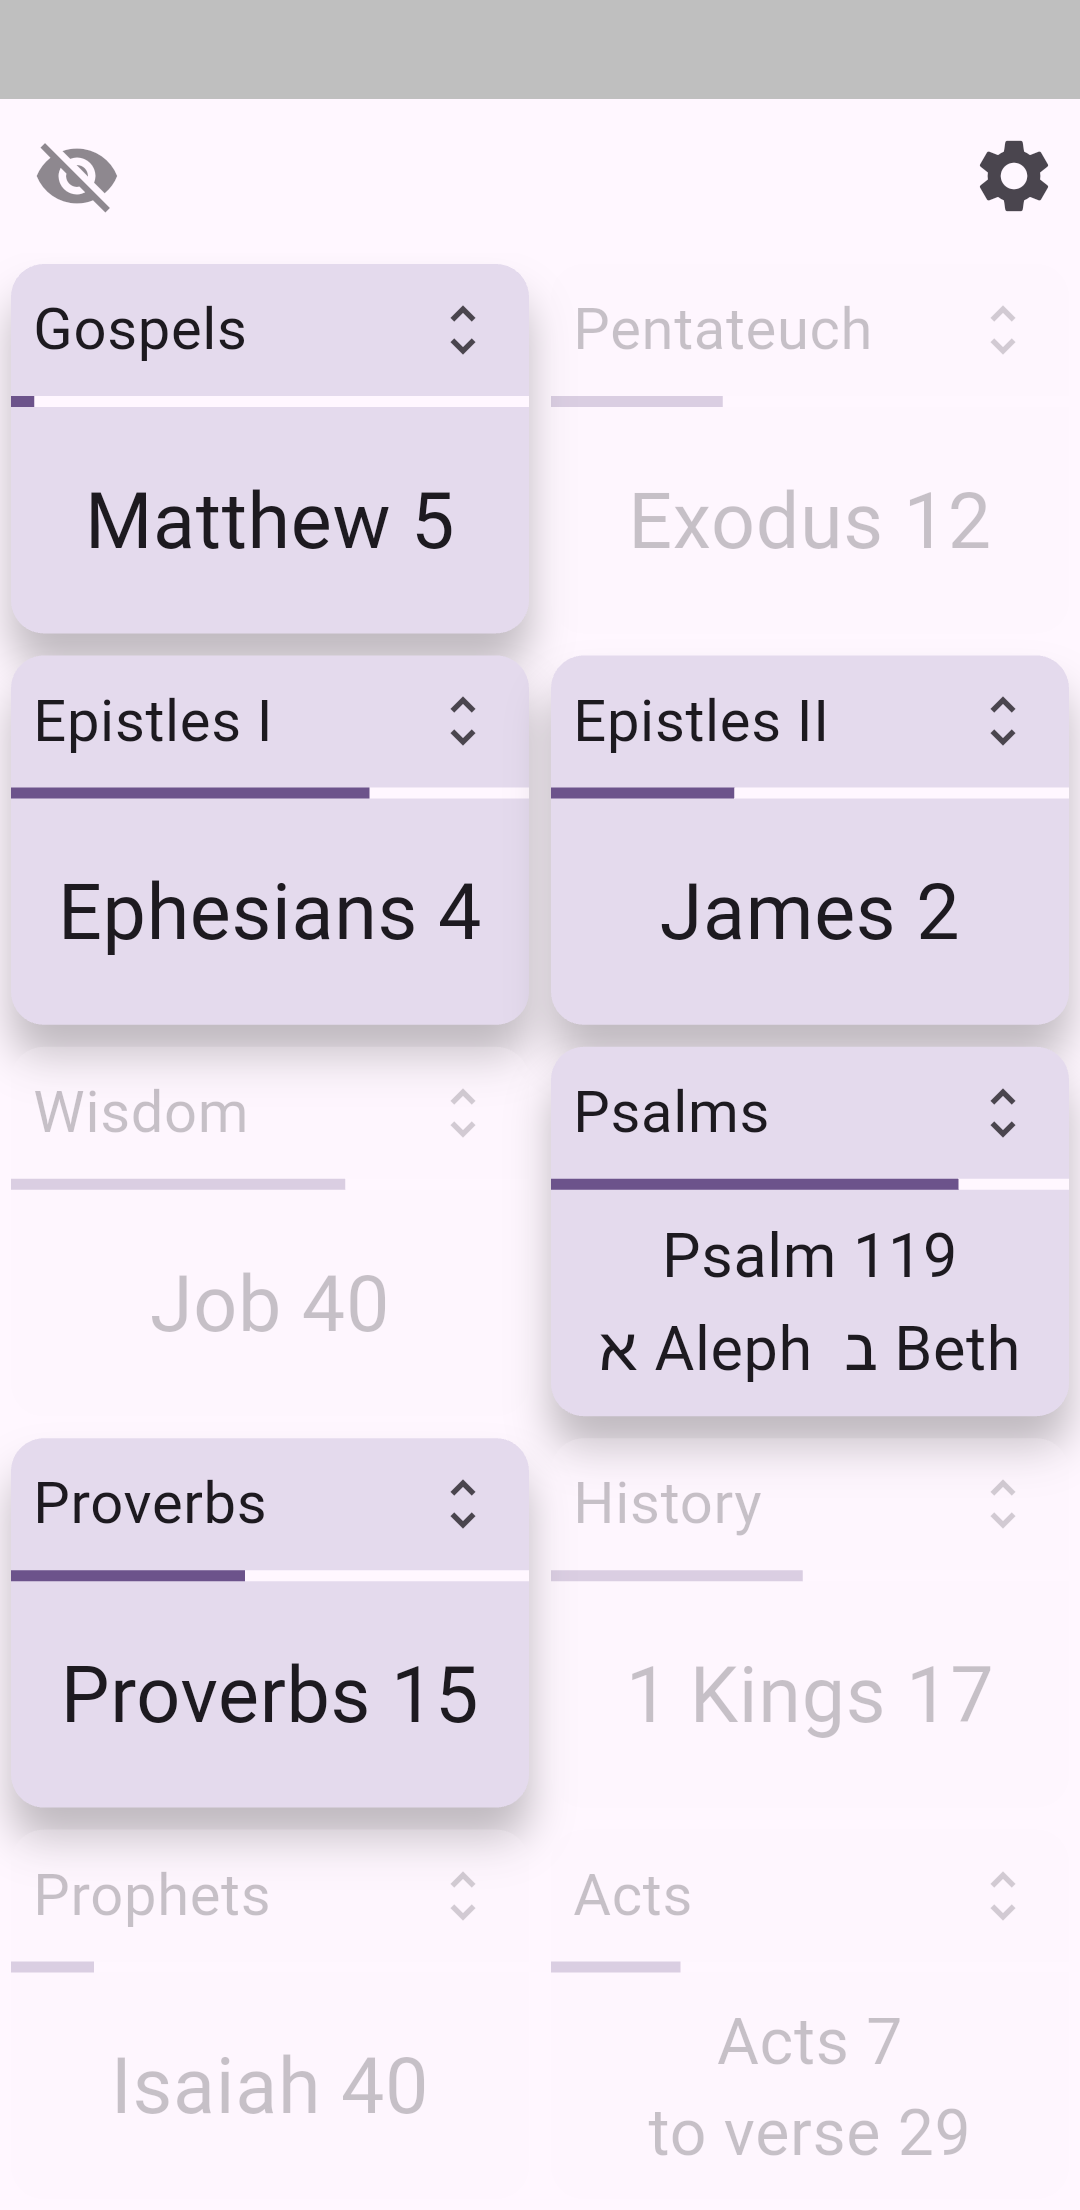 Gospels
Matthew 5
Pentateuch
Exodus 12
Epistles I
Ephesians 4
Epistles II
James 2
Wisdom
Job 40
Psalms
Psalm 119
א Aleph ב Beth
Proverbs
Proverbs 15
History
1 Kings 17
Prophets
Isaiah 40
Acts
Acts 7
to verse 29